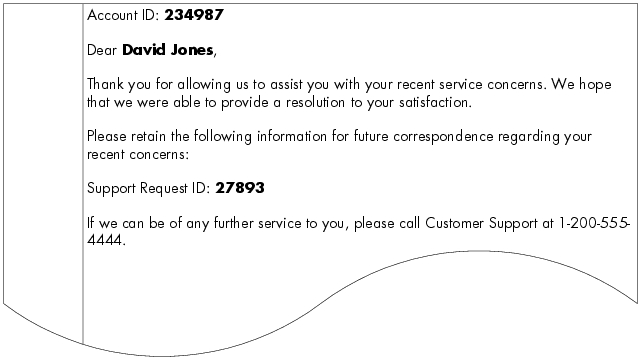 Account ID: 234987
Dear David Jones,
Thank you for allowing us to assist you with your recent service concerns. We hope
that we were able to provide a resolution to your satisfaction.
Please retain the following information for future correspondence regarding your
recent concerns:
Support Request ID: 27893
If we can be of any further service to you, please call Customer Support at 1-200-555-
4444.